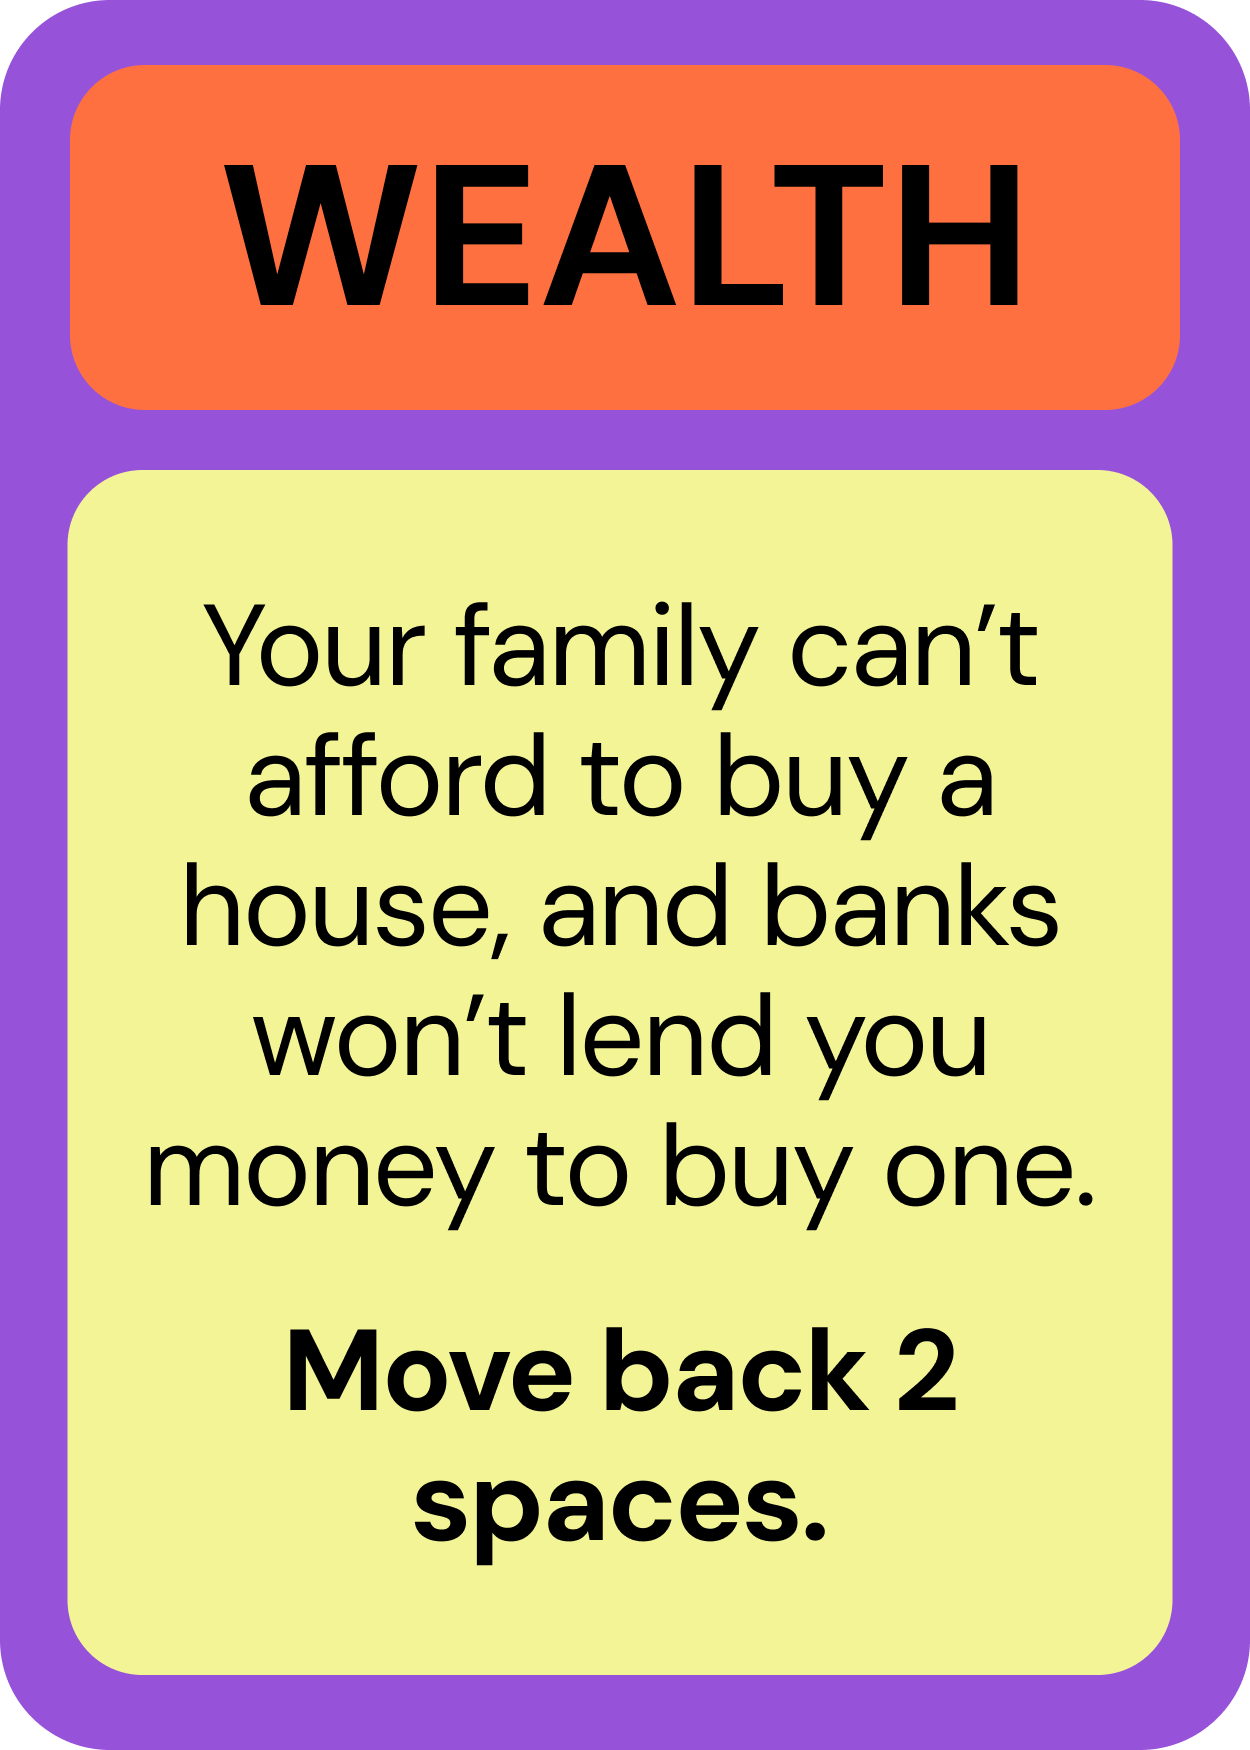 WEALTH
Your family can’t
afford to buy a
house, and banks
won’t lend you
money to buy one.
Move back 2
spaces.